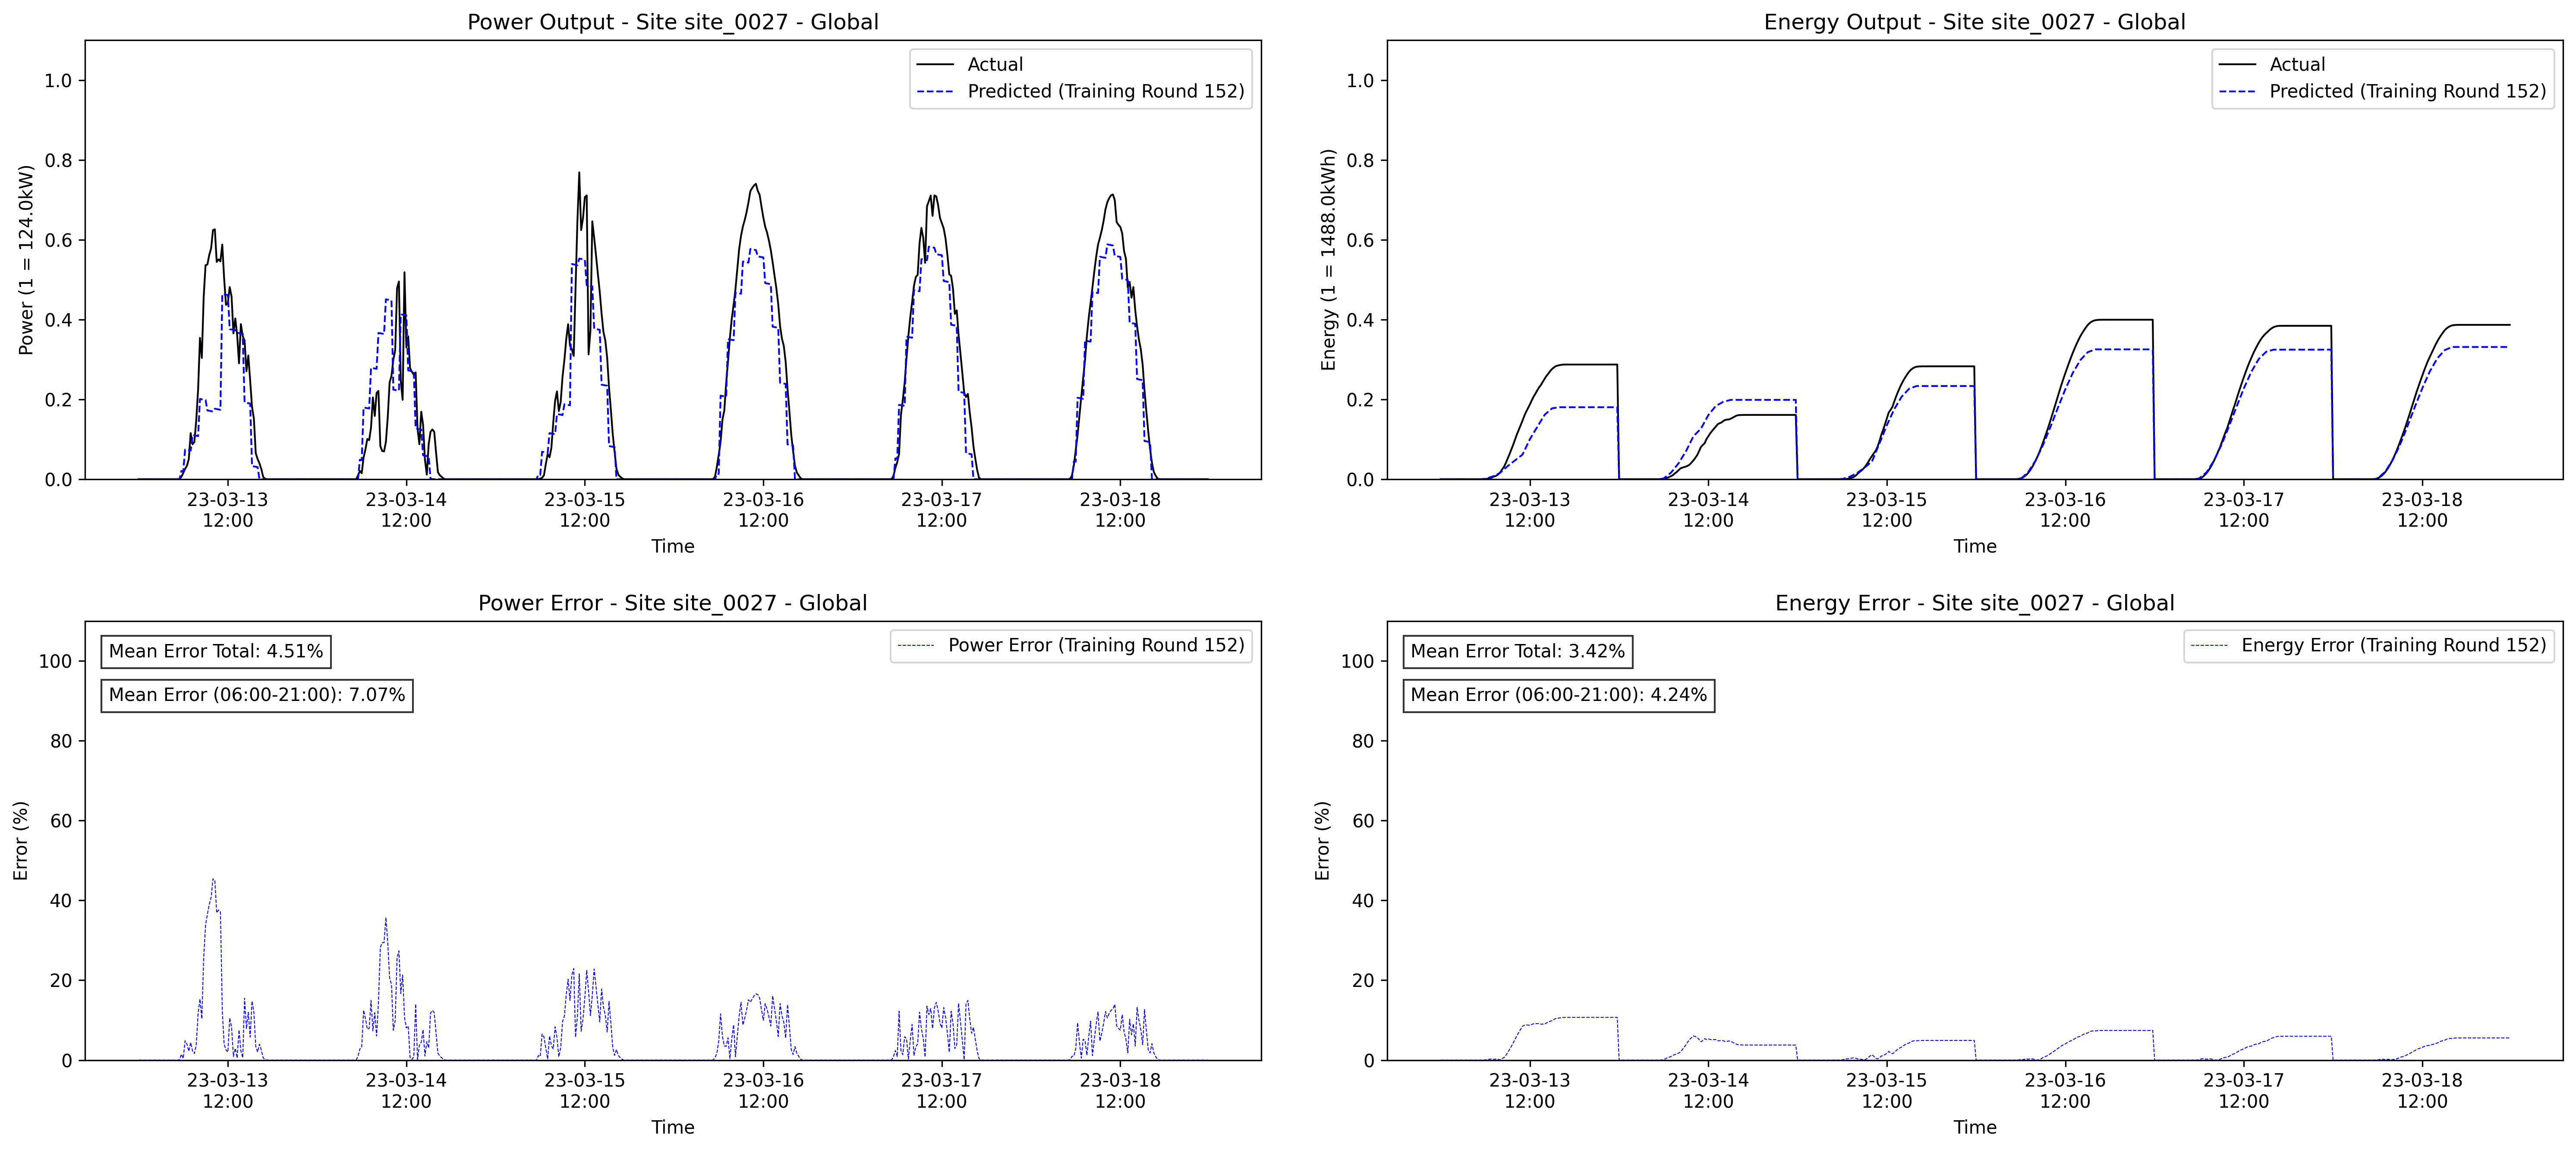 Power Output - Site site_0027 - Global
Power (1 = 124.0kW)
1.0
0.8
0.6
0.4
0.2
0.0
Actual
Predicted (Training Round 152)
23-03-13 23-03-14 23-03-15 23-03-16 23-03-17 23-03-18
12:00 12:00 12:00 12:00 12:00 12:00
Time
Energy Output - Site site_0027 - Global
Energy (1 = 1488.0kWh)
1.0
0.8
0.6
0.4
0.2
0.0
Actual
Predicted (Training Round 152)
23-03-13 23-03-14 23-03-15 23-03-16 23-03-17 23-03-18
12:00 12:00 12:00 12:00 12:00 12:00
Time
Power Error - Site site_0027 - Global
Error (%)
100
80
60
40
20
0
Mean Error Total: 4.51%
Mean Error (06:00-21:00): 7.07%
Power Error (Training Round 152)
23-03-13 23-03-14 23-03-15 23-03-16 23-03-17 23-03-18
12:00 12:00 12:00 12:00 12:00 12:00
Time
Energy Error - Site site_0027 - Global
Error (%)
100
80
60
40
20
0
Mean Error Total: 3.42%
Mean Error (06:00-21:00): 4.24%
Energy Error (Training Round 152)
23-03-13 23-03-14 23-03-15 23-03-16 23-03-17 23-03-18
12:00 12:00 12:00 12:00 12:00 12:00
Time